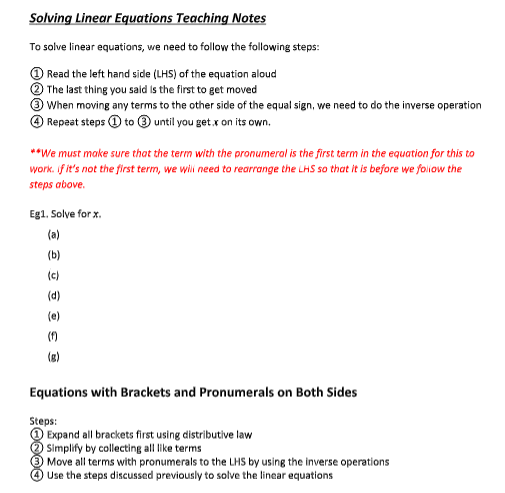 Solving Linear Equations Teaching Notes
To solve linear equations, we need to follow the following steps:
① Read the left hand side (LHS) of the equation aloud
② The last thing you said is the first to get moved
③ When moving any terms to the other side of the equal sign, we need to do the inverse operation
④ Repeat steps ① to ③ until you get x on its own.
**We must make sure that the term with the pronumeral is the first term in the equation for this to
work. If it's not the first term, we will need to rearrange the LHS so that it is before we follow the
steps above.
Eg1. Solve for x.
(a)
(b)
(c)
(d)
(e)
(f)
(g)
Equations with Brackets and Pronumerals on Both Sides
Steps:
① Expand all brackets first using distributive law
② Simplify by collecting all like terms
③ Move all terms with pronumerals to the LHS by using the inverse operations
④ Use the steps discussed previously to solve the linear equations